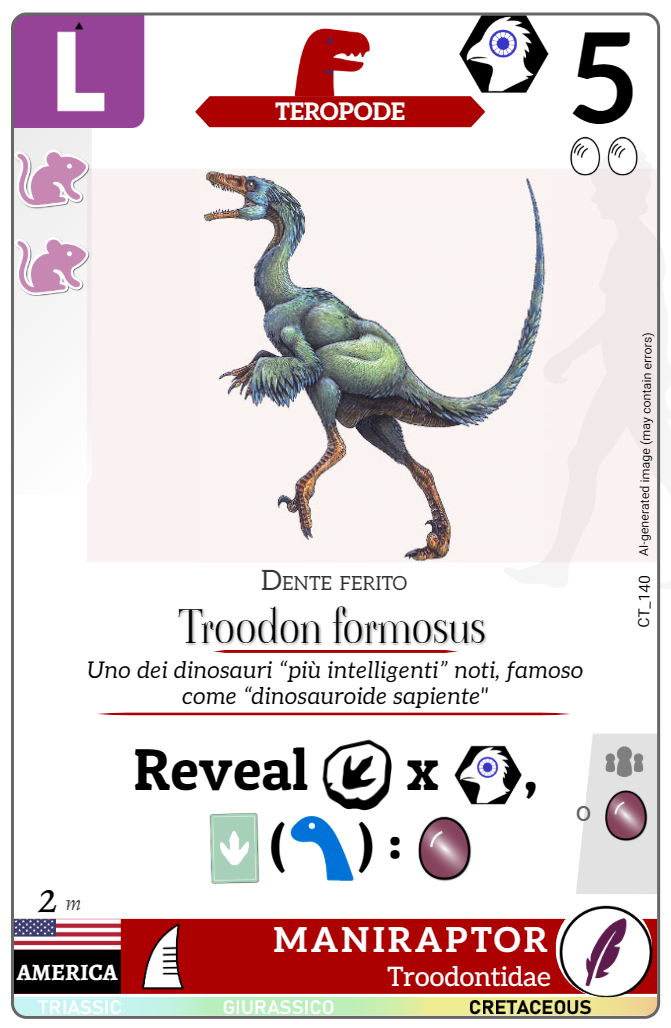 L
TEROPODE
5
AI-generated image (may contain errors)
CT_140
DENTE FERITO
Troodon formosus
Uno dei dinosauri “più intelligenti” noti, famoso
come “dinosauroide sapiente"
Reveal x ,
( ) :
o
2 m
AMERICA
MANIRAPTOR
Troodontidae
TRIASSIC GIURASSICO CRETACEOUS